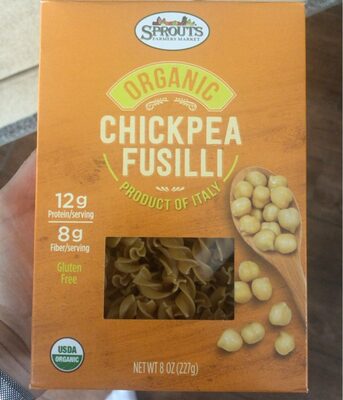 SPROUTS
FARMERS MARKET
ORGANIC
CHICKPEA
FUSILLI
PRODUCT OF ITALY
12g
Protein/serving
8g
Fiber/serving
Gluten
Free
USDA
ORGANIC
NET WT 8 OZ (227g)